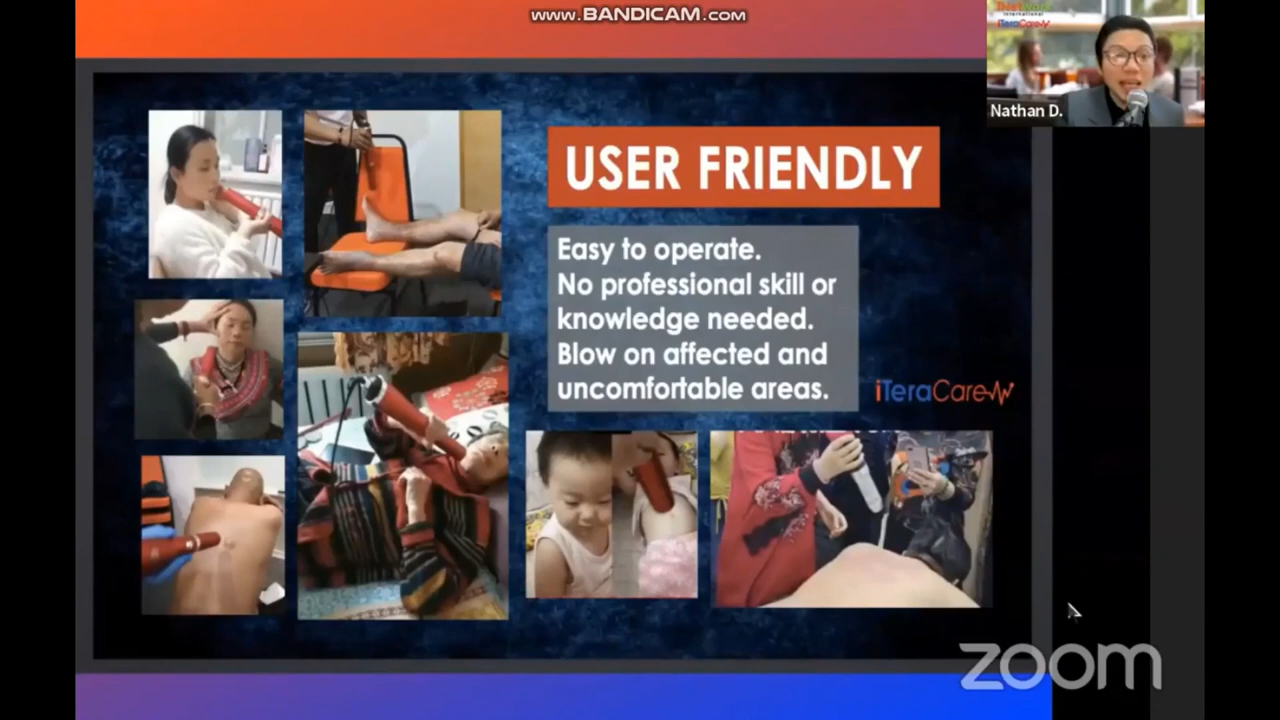 www.BANDICAM.com
iTeraCare
Nathan D.
USER FRIENDLY
Easy to operate.
No professional skill or
knowledge needed.
Blow on affected and
uncomfortable areas.
iTeraCare
zoom